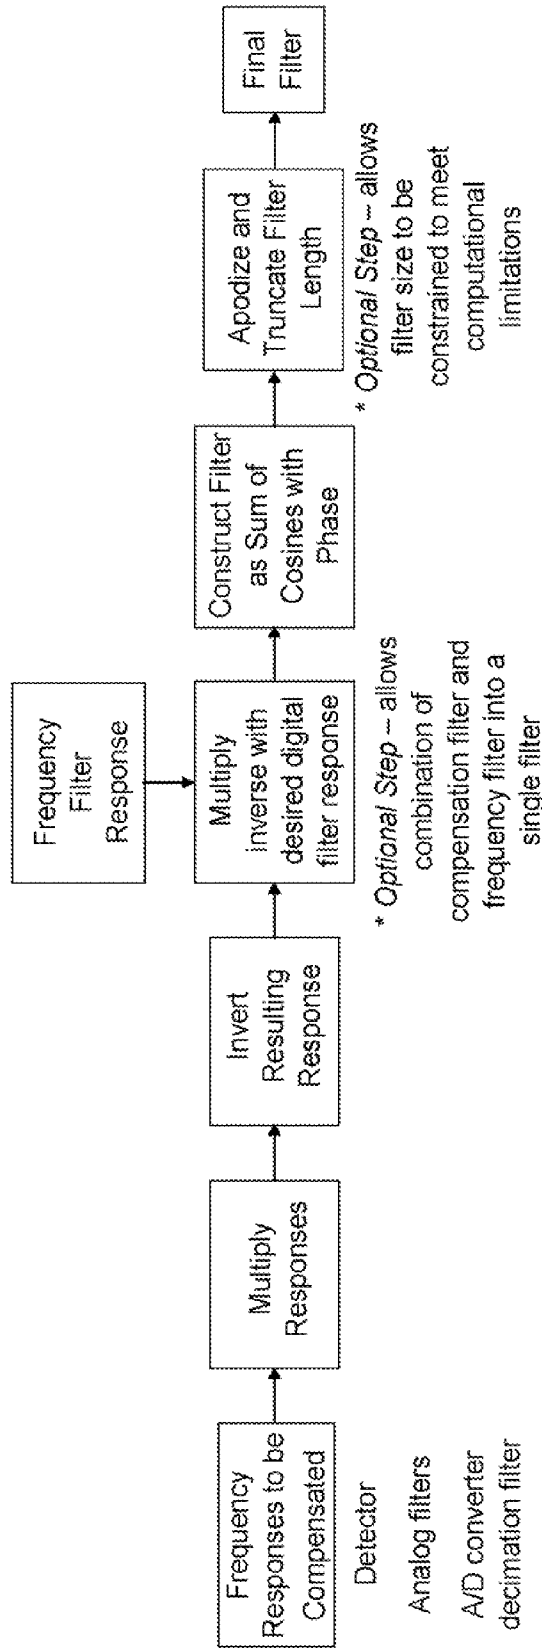 Frequency
Responses to be
Compensated
Detector
Analog filters
A/D converter
decimation filter
Multiply
Responses
Invert
Resulting
Response
Frequency
Filter
Response
Multiply
inverse with
desired digital
filter response
* Optional Step – allows
combination of
compensation filter and
frequency filter into a
single filter
Construct Filter
as Sum of
Cosines with
Phase
Apodize and
Truncate Filter
Length
* Optional Step – allows
filter size to be
constrained to meet
computational
limitations
Final
Filter